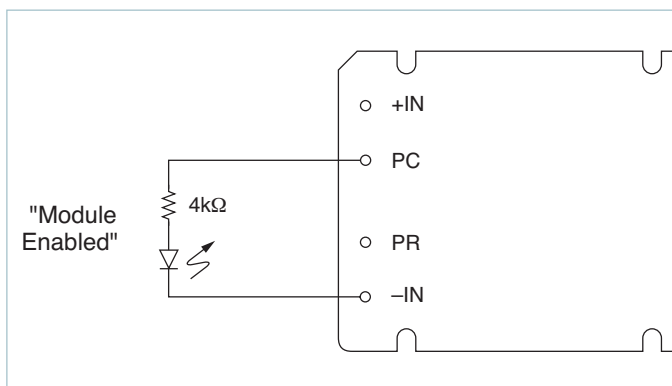 +IN
PC
4kΩ
"Module
Enabled"
PR
–IN